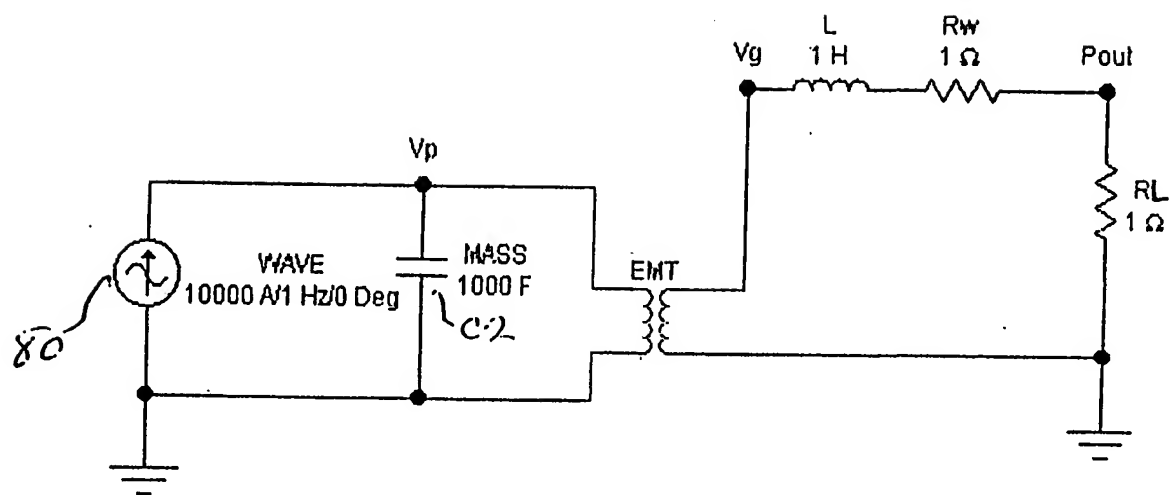 L
1 H
Rw
1 Ω
Vg
Pout
Vp
RL
1 Ω
WAVE
10000 A/1 Hz/0 Deg
MASS
1000 F
EMT
80
C-2